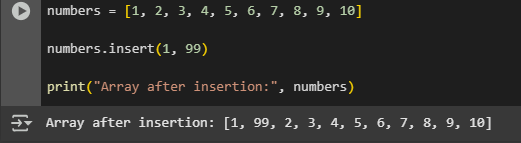 numbers = [1, 2, 3, 4, 5, 6, 7, 8, 9, 10]
numbers.insert(1, 99)
print("Array after insertion:", numbers)
Array after insertion: [1, 99, 2, 3, 4, 5, 6, 7, 8, 9, 10]